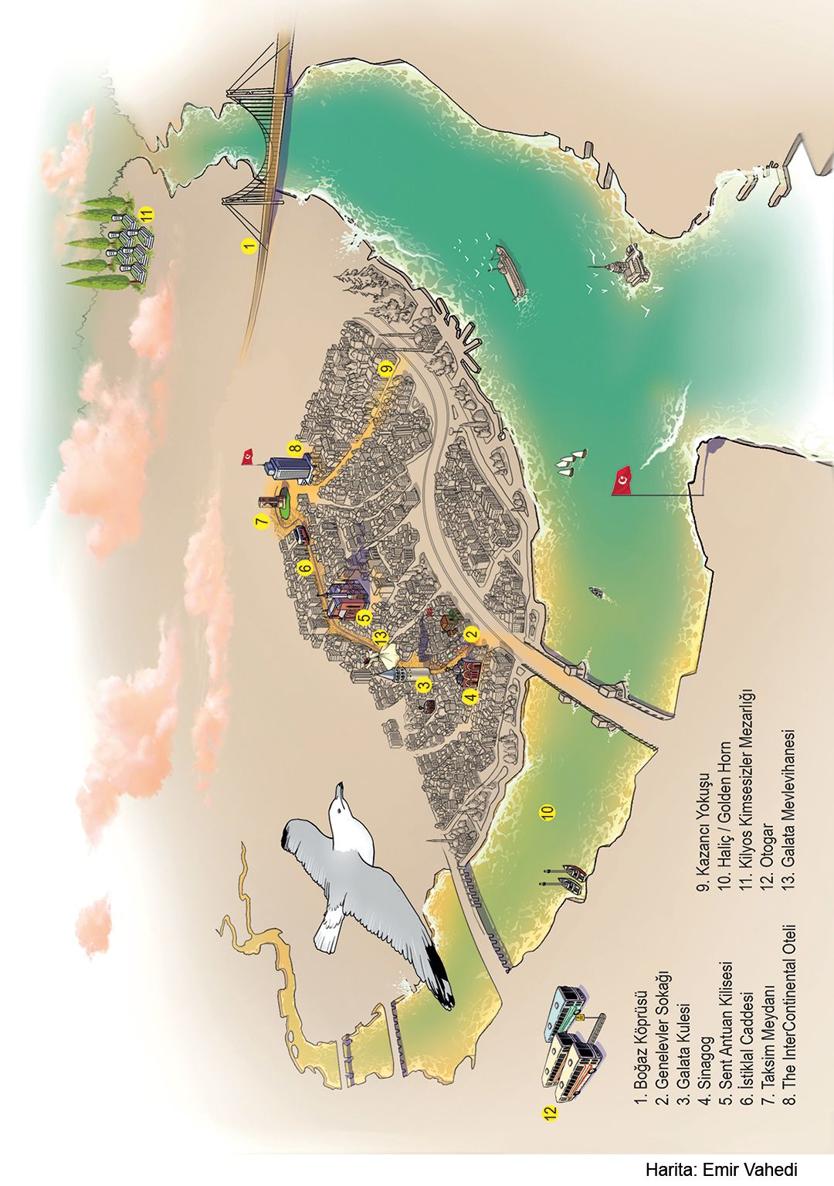 1. Boğaz Köprüsü
2. Genelevler Sokağı
3. Galata Kulesi
4. Sinagog
5. Sent Antuan Kilisesi
6. İstiklal Caddesi
7. Taksim Meydanı
8. The InterContinental Oteli
9. Kazancı Yokuşu
10. Haliç / Golden Horn
11. Kilyos Kimsesizler Mezarlığı
12. Otogar
13. Galata Mevlevihanesi
11
1
9
8
7
6
5
13
2
3
4
10
12
Harita: Emir Vahedi